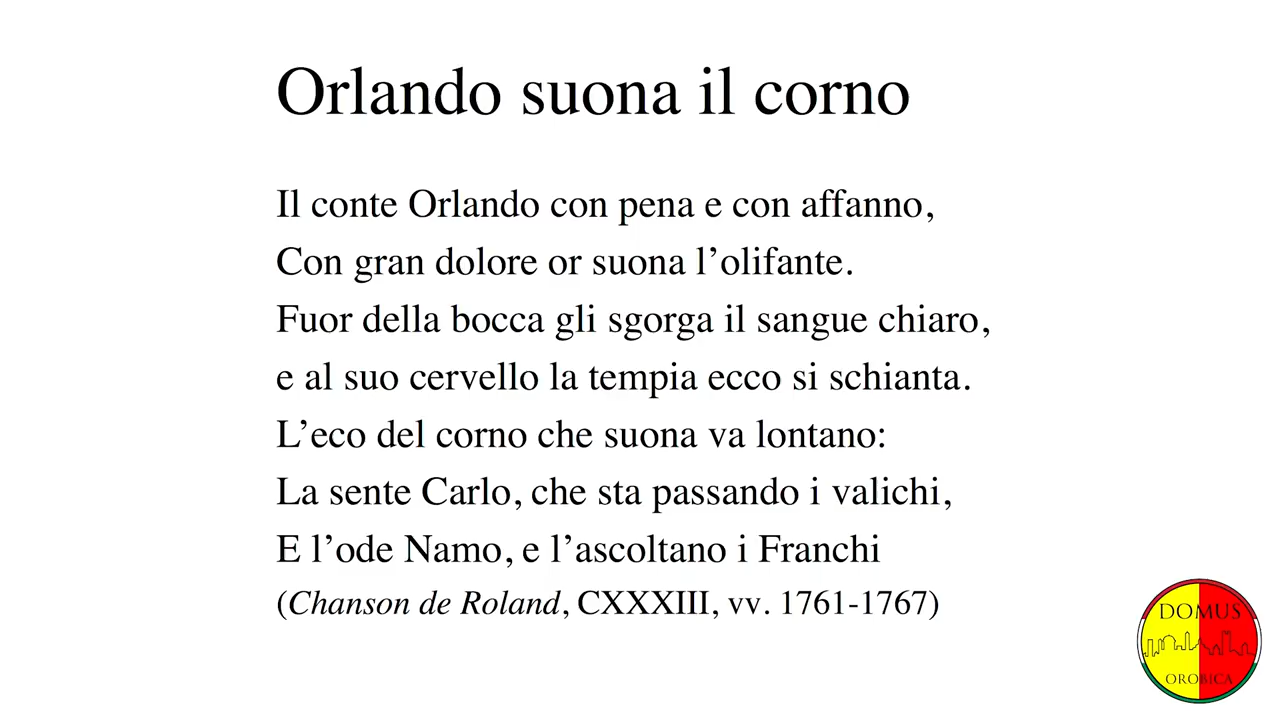 Orlando suona il corno
Il conte Orlando con pena e con affanno,
Con gran dolore or suona l’olifante.
Fuor della bocca gli sgorga il sangue chiaro,
e al suo cervello la tempia ecco si schianta.
L’eco del corno che suona va lontano:
La sente Carlo, che sta passando i valichi,
E l’ode Namo, e l’ascoltano i Franchi
(Chanson de Roland, CXXXIII, vv. 1761-1767)
DOMUS
OROBICA